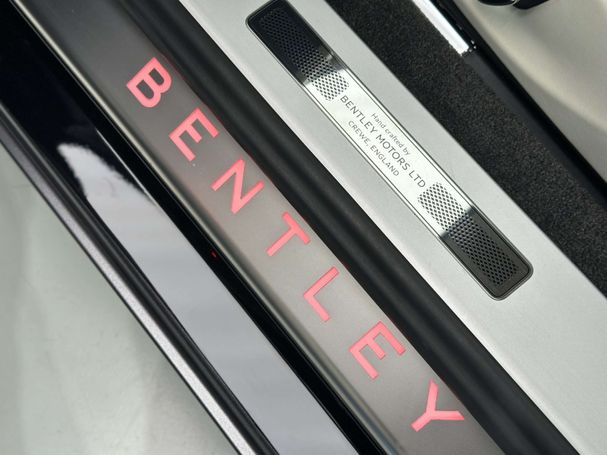 BENTLEY
Hand crafted by
BENTLEY MOTORS LTD
CREWE, ENGLAND